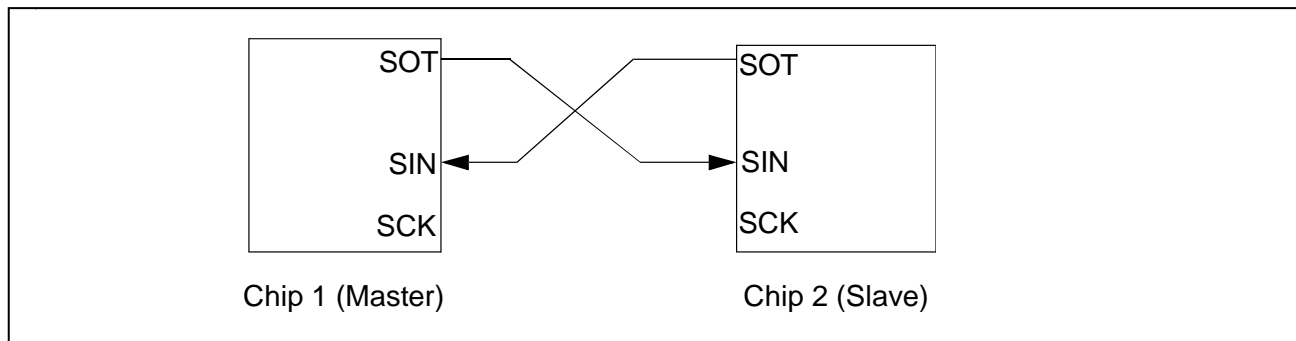 SOT
SIN
SCK
SOT
SIN
SCK
Chip 1 (Master)
Chip 2 (Slave)